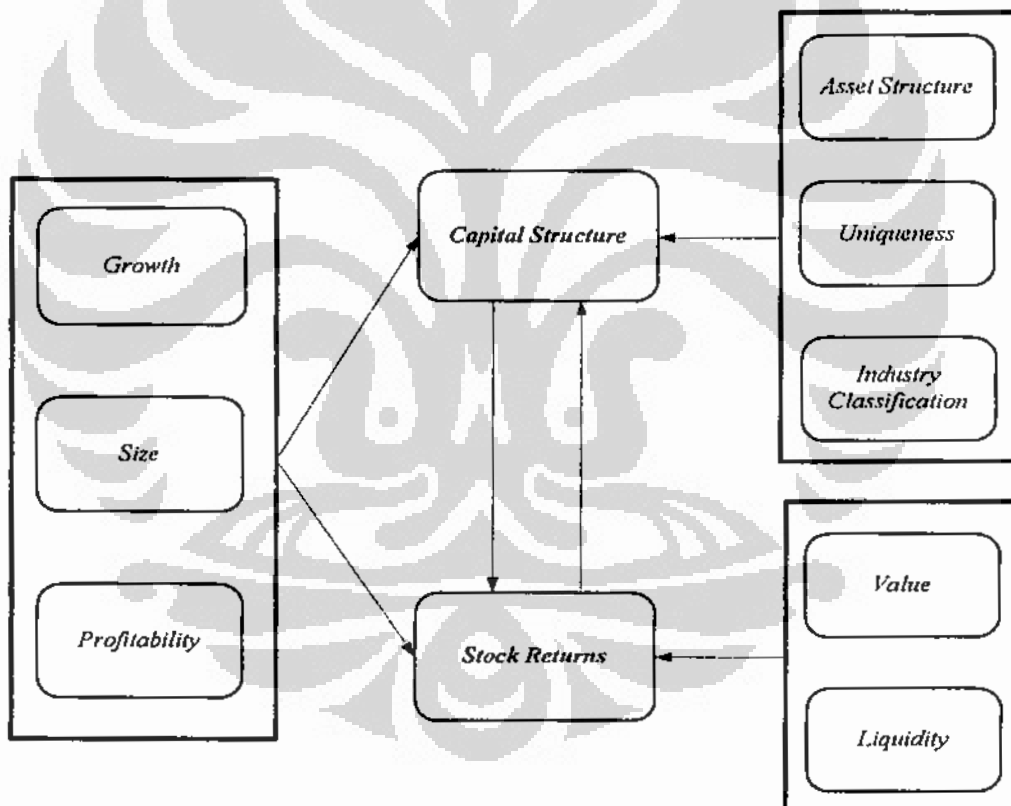 Asset Structure
Capital Structure
Uniqueness
Growth
Industry
Classification
Size
Value
Profitability
Stock Returns
Liquidity